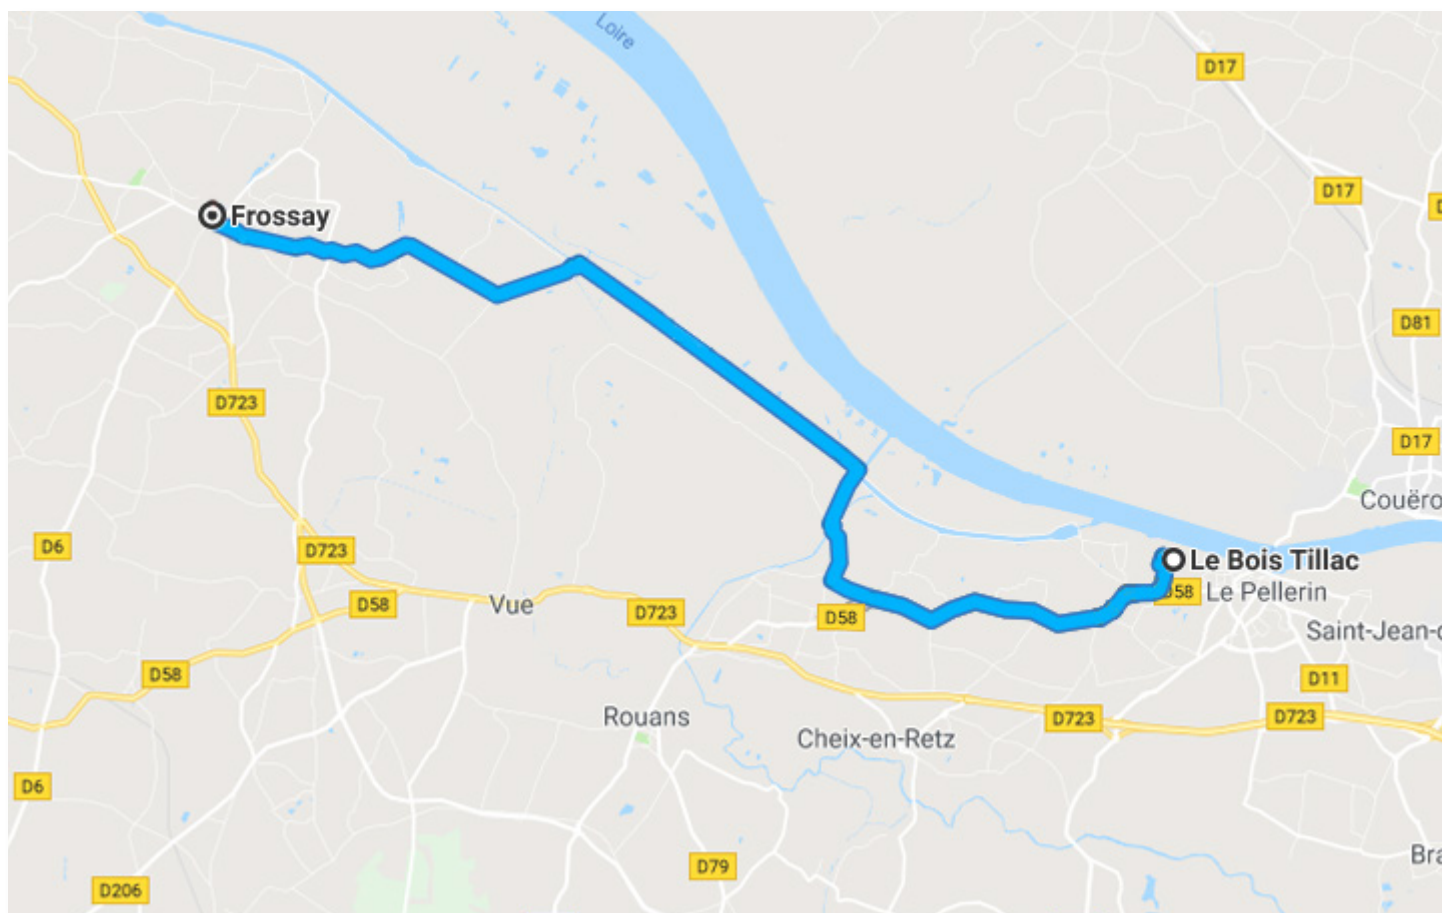 Loire
D17
D17
D
Frossay
D81
D723
D17
Couëro
D6
D723
Le Bois Tillac
D58
Le Pellerin
D58
Vue
D723
D58
Saint-Jean-d
D58
D11
Rouans
D723
D723
Cheix-en-Retz
D6
D79
Bra
D206